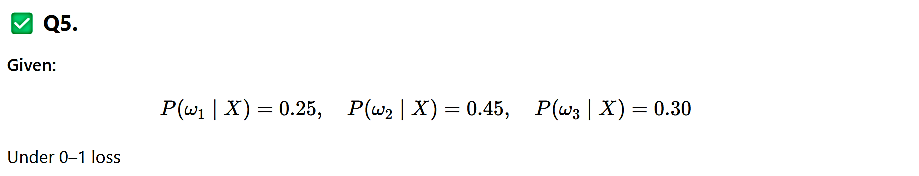 ✅ Q5.
Given:
P(ω₁ | X) = 0.25, P(ω₂ | X) = 0.45, P(ω₃ | X) = 0.30
Under 0–1 loss